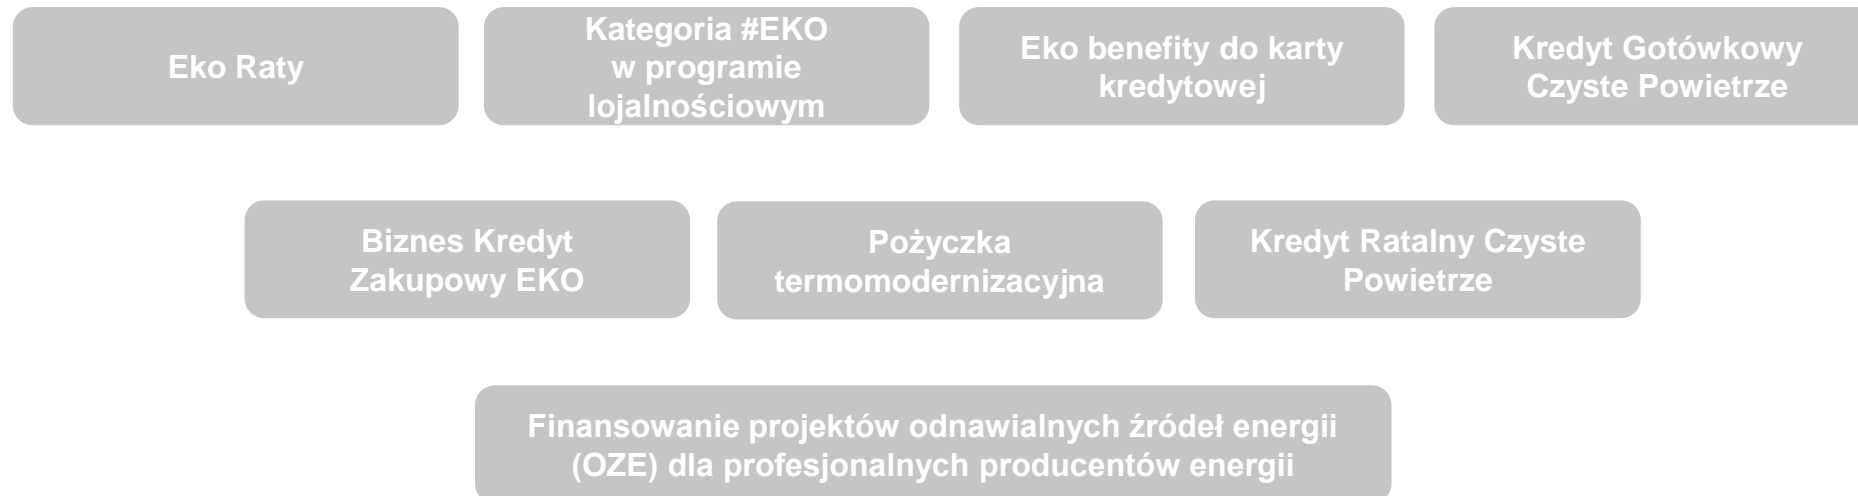 Eko Raty
Kategoria #EKO
w programie
lojalnościowym
Eko benefity do karty
kredytowej
Kredyt Gotówkowy
Czyste Powietrze
Biznes Kredyt
Zakupowy EKO
Pożyczka
termomodernizacyjna
Kredyt Ratalny Czyste
Powietrze
Finansowanie projektów odnawialnych źródeł energii
(OZE) dla profesjonalnych producentów energii